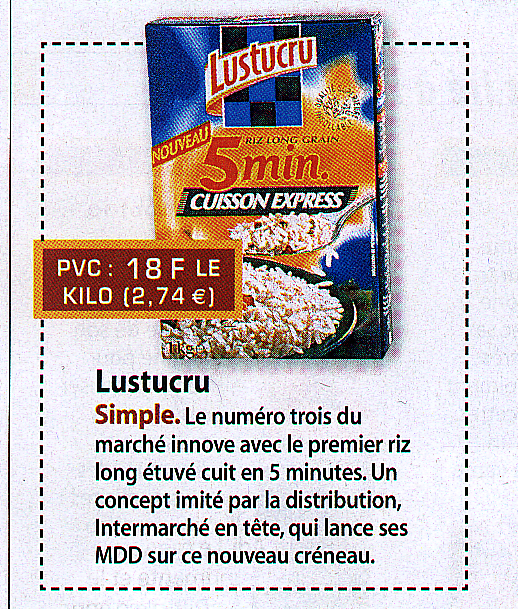 Lustucru
NOUVEAU
RIZ LONG GRAIN
5min.
CUISSON EXPRESS
PVC : 18 F LE
KILO (2,74 €)
1kg
Lustucru
Simple. Le numéro trois du
marché innove avec le premier riz
long étuvé cuit en 5 minutes. Un
concept imité par la distribution,
Intermarché en tête, qui lance ses
MDD sur ce nouveau créneau.